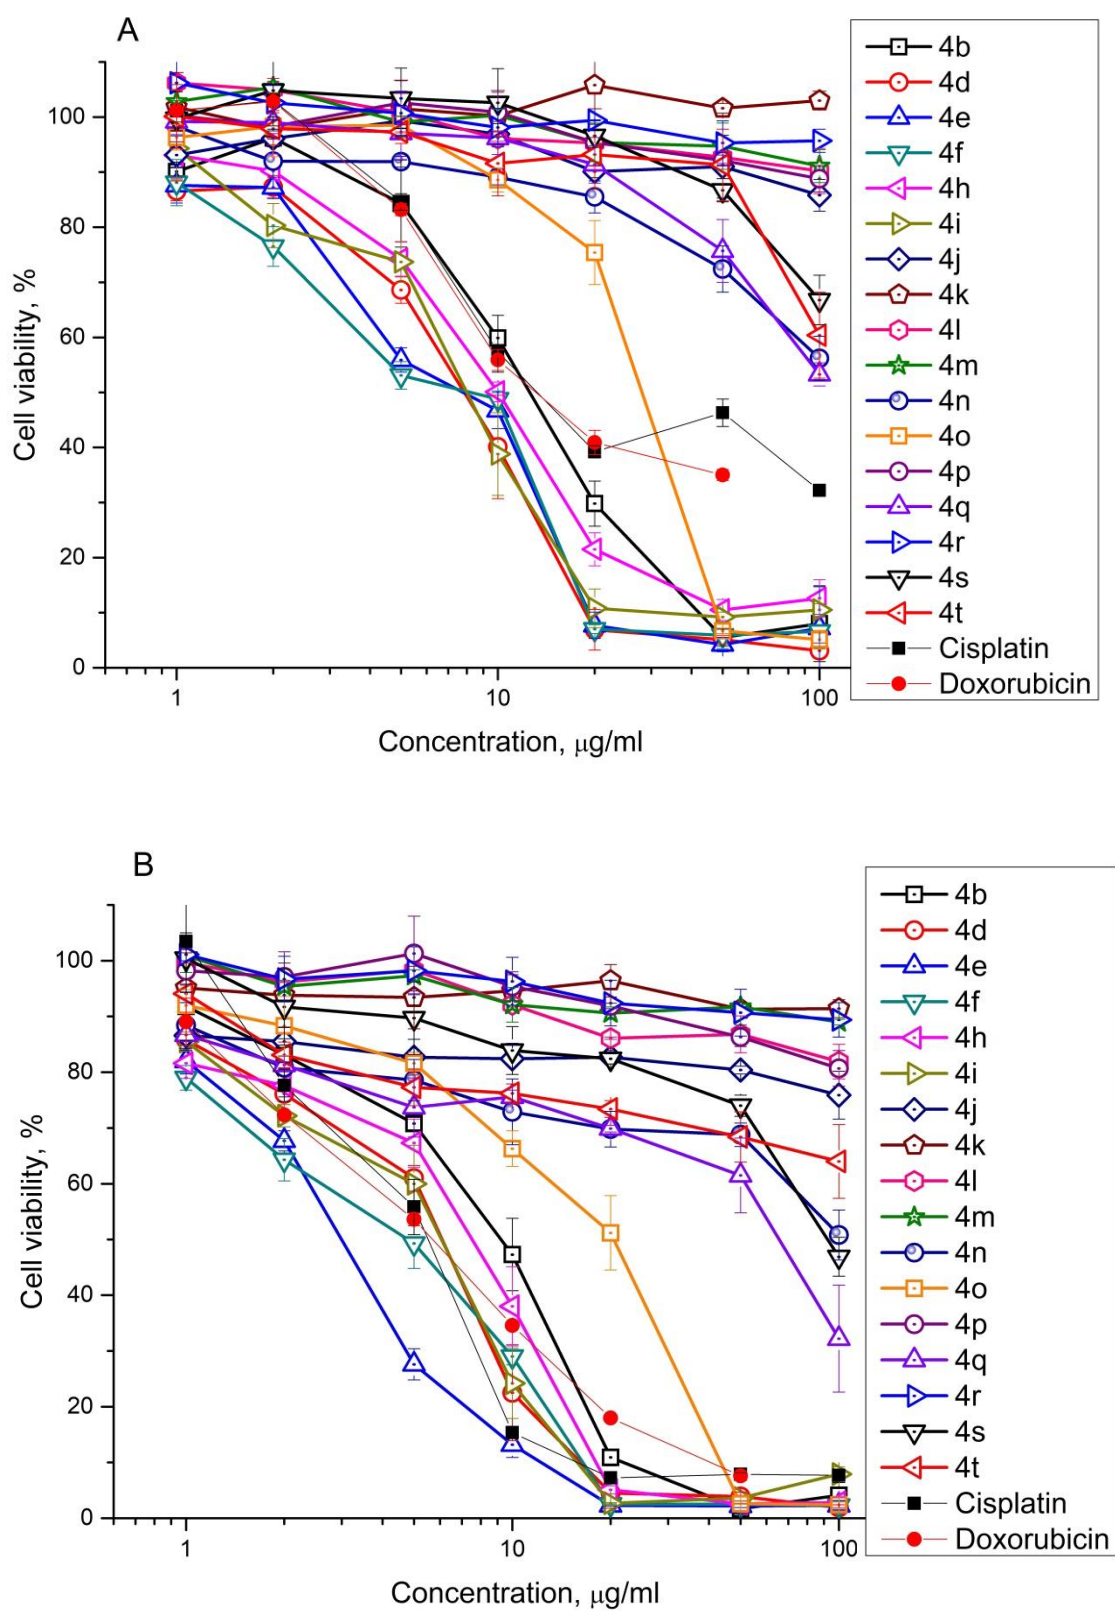 A
4b
4d
4e
4f
4h
4i
4j
4k
4l
4m
4n
4o
4p
4q
4r
4s
4t
Cisplatin
Doxorubicin
Cell viability, %
100
80
60
40
20
0
1 10 100
Concentration, μg/ml
B
4b
4d
4e
4f
4h
4i
4j
4k
4l
4m
4n
4o
4p
4q
4r
4s
4t
Cisplatin
Doxorubicin
Cell viability, %
100
80
60
40
20
0
1 10 100
Concentration, μg/ml